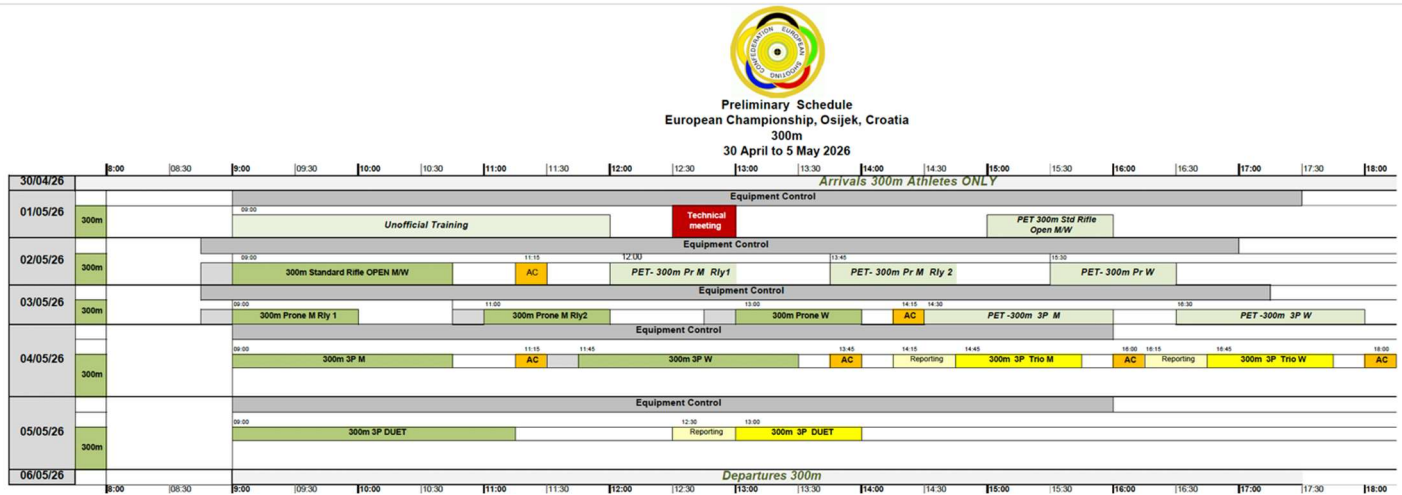 CONFEDERATION EUROPEAN SHOOTING
Preliminary Schedule
European Championship, Osijek, Croatia
300m
30 April to 5 May 2026
8:00 08:30 9:00 09:30 10:00 10:30 11:00 11:30 12:00 12:30 13:00 13:30 14:00 14:30 15:00 15:30 16:00 16:30 17:00 17:30 18:00
30/04/26 Arrivals 300m Athletes ONLY
Equipment Control
01/05/26
09:00
300m Unofficial Training Technical meeting PET 300m Std Rifle Open M/W
Equipment Control
02/05/26
09:00 11:15 12:00 13:45 15:30
300m 300m Standard Rifle OPEN M/W AC PET- 300m Pr M Rly1 PET- 300m Pr M Rly 2 PET- 300m Pr W
Equipment Control
03/05/26
09:00 11:00 13:00 14:15 14:30 16:30
300m 300m Prone M Rly 1 300m Prone M Rly2 300m Prone W AC PET -300m 3P M PET -300m 3P W
Equipment Control
04/05/26
09:00 11:15 11:45 13:45 14:15 14:45 16:00 16:15 16:45 18:00
300m 300m 3P M AC 300m 3P W AC Reporting 300m 3P Trio M AC Reporting 300m 3P Trio W AC
Equipment Control
05/05/26
09:00 12:30 13:00
300m 300m 3P DUET Reporting 300m 3P DUET
06/05/26 Departures 300m
8:00 08:30 9:00 09:30 10:00 10:30 11:00 11:30 12:00 12:30 13:00 13:30 14:00 14:30 15:00 15:30 16:00 16:30 17:00 17:30 18:00